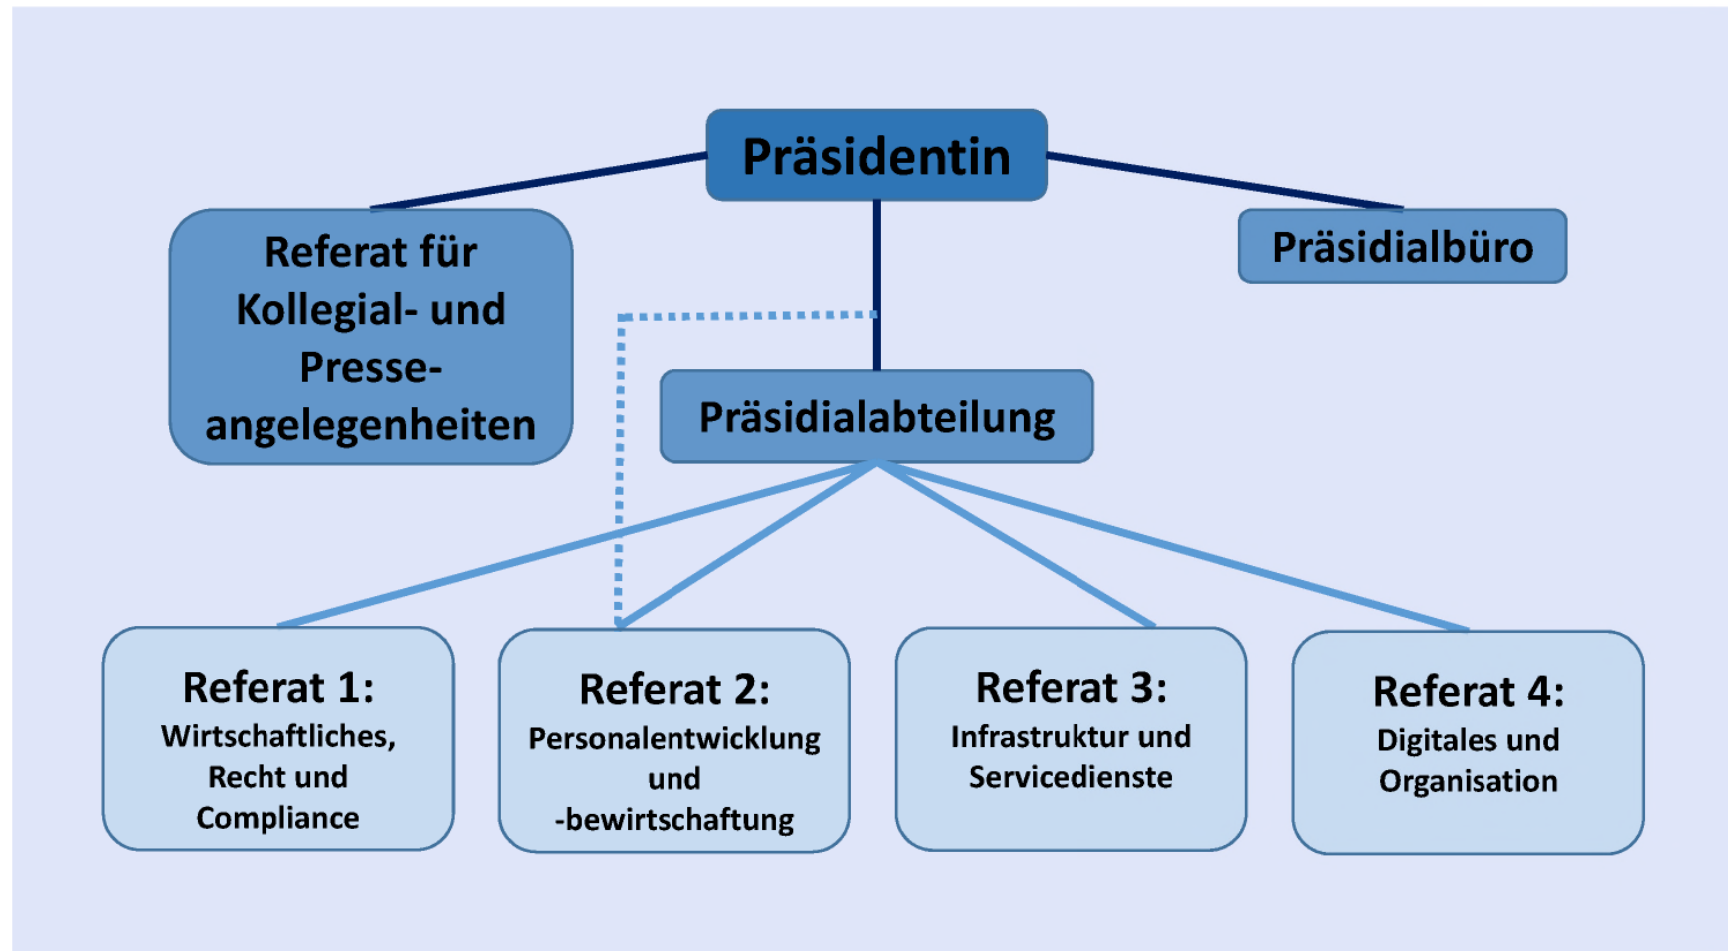 Präsidentin
Referat für
Kollegial- und
Presse-
angelegenheiten
Präsidialbüro
Präsidialabteilung
Referat 1:
Wirtschaftliches,
Recht und
Compliance
Referat 2:
Personalentwicklung
und
-bewirtschaftung
Referat 3:
Infrastruktur und
Servicedienste
Referat 4:
Digitales und
Organisation